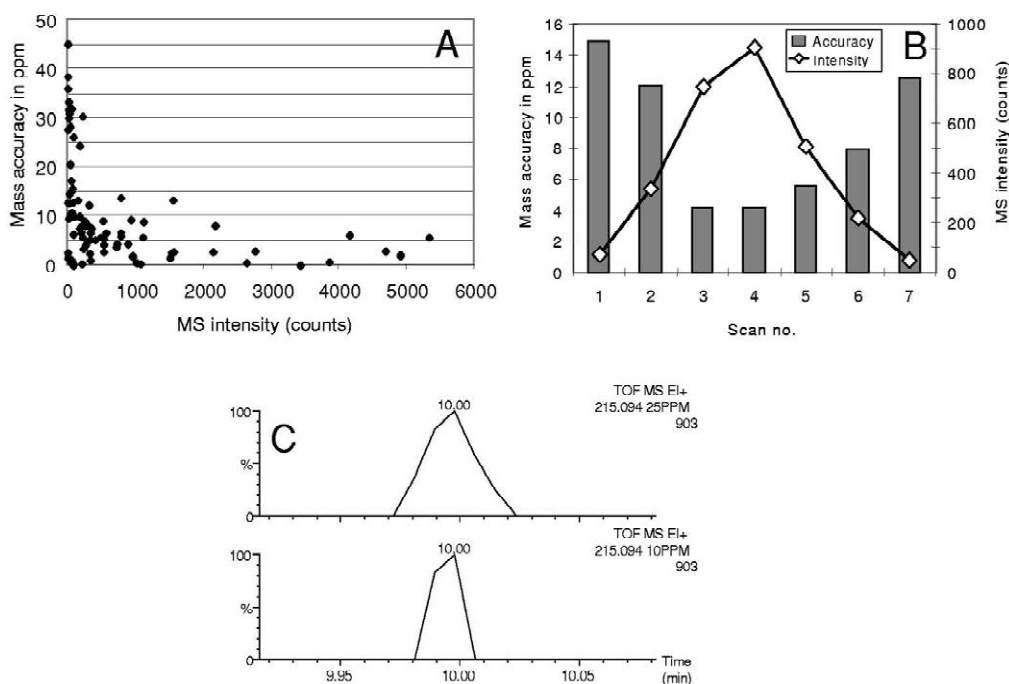 A
Mass accuracy in ppm
50
40
30
20
10
0
0 1000 2000 3000 4000 5000 6000
MS intensity (counts)
B
Accuracy
Intensity
Mass accuracy in ppm
16
14
12
10
8
6
4
2
0
MS intensity (counts)
1000
800
600
400
200
0
1 2 3 4 5 6 7
Scan no.
C
TOF MS EI+
215.094 25PPM
903
10.00
100
%
0
TOF MS EI+
215.094 10PPM
903
10.00
100
%
0
9.95 10.00 10.05
Time
(min)